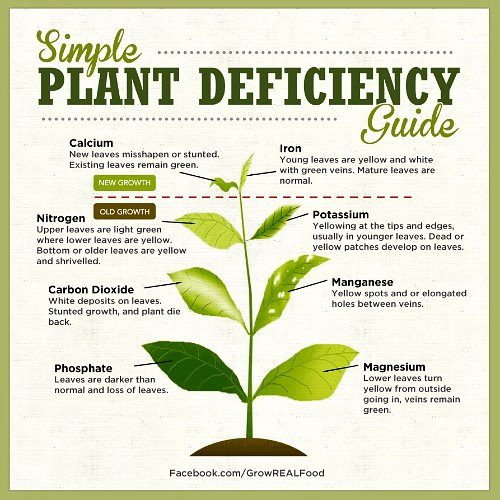 Simple
PLANT DEFICIENCY
Guide
Calcium
New leaves misshapen or stunted.
Existing leaves remain green.
Iron
Young leaves are yellow and white
with green veins. Mature leaves are
normal.
NEW GROWTH
OLD GROWTH
Nitrogen
Upper leaves are light green
where lower leaves are yellow.
Bottom or older leaves are yellow
and shrivelled.
Potassium
Yellowing at the tips and edges,
usually in younger leaves. Dead or
yellow patches develop on leaves.
Carbon Dioxide
White deposits on leaves.
Stunted growth, and plant die
back.
Manganese
Yellow spots and or elongated
holes between veins.
Phosphate
Leaves are darker than
normal and loss of leaves.
Magnesium
Lower leaves turn
yellow from outside
going in, veins remain
green.
Facebook.com/GrowREALFood